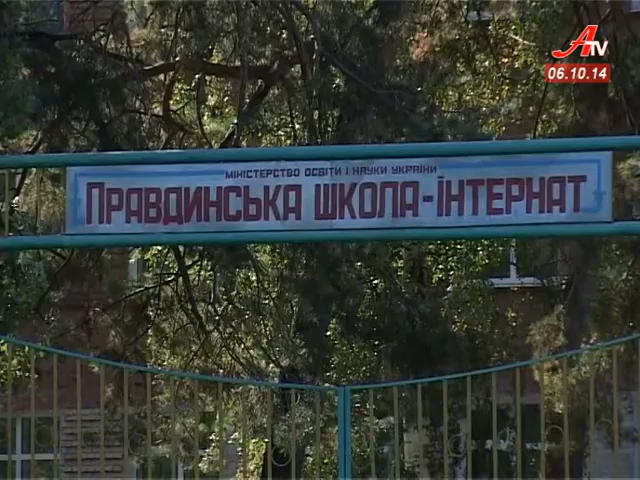 ATV
06.10.14
МІНІСТЕРСТВО ОСВІТИ І НАУКИ УКРАЇНИ
ПРАВДИНСЬКА ШКОЛА-ІНТЕРНАТ